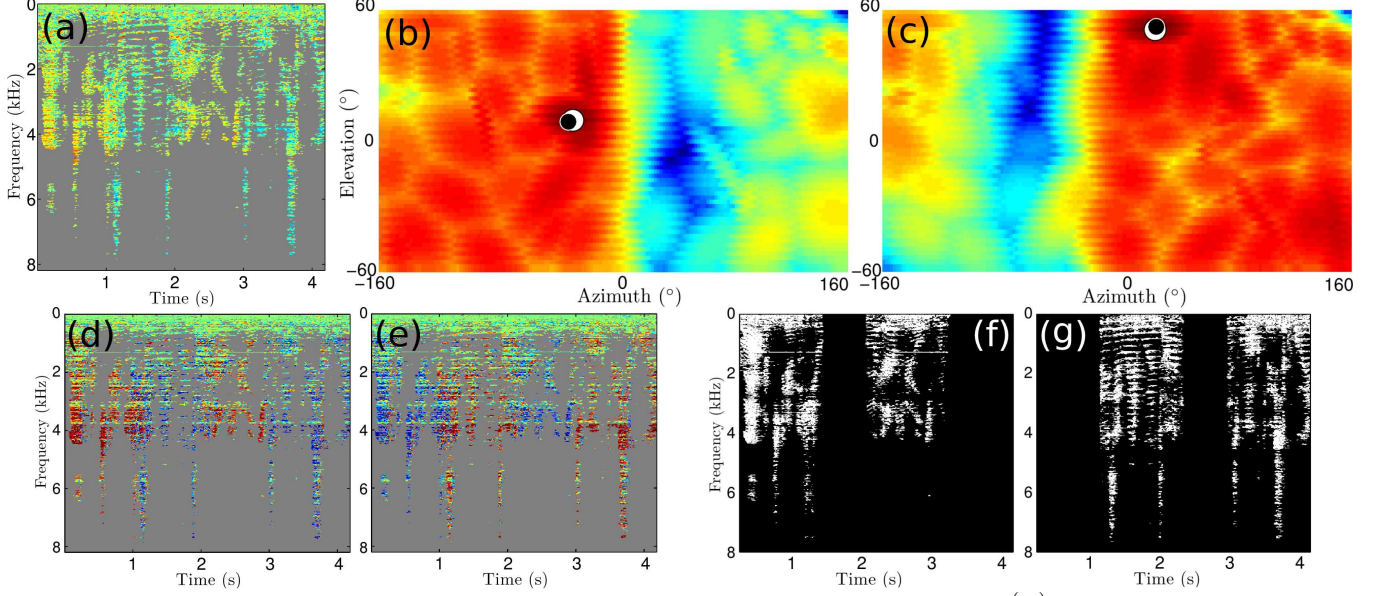 (a)
0
2
4
6
8
Frequency (kHz)
1 2 3 4
Time (s)
(b)
60
0
−60
Elevation (°)
−160 0 160
Azimuth (°)
(c)
60
0
−60
−160 0 160
Azimuth (°)
(d)
0
2
4
6
8
Frequency (kHz)
1 2 3 4
Time (s)
(e)
0
2
4
6
8
1 2 3 4
Time (s)
(f)
0
2
4
6
8
Frequency (kHz)
1 2 3
Time (s)
(g)
0
2
4
6
8
1 2 3 4
Time (s)